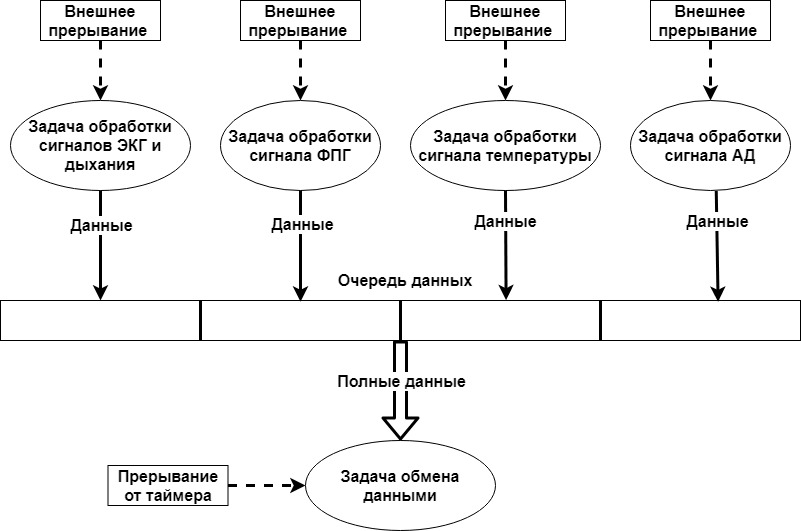 Внешнее
прерывание
Внешнее
прерывание
Внешнее
прерывание
Внешнее
прерывание
Задача обработки
сигналов ЭКГ и
дыхания
Задача обработки
сигнала ФПГ
Задача обработки
сигнала температуры
Задача обработки
сигнала АД
Данные
Данные
Данные
Данные
Очередь данных
Полные данные
Прерывание
от таймера
Задача обмена
данными